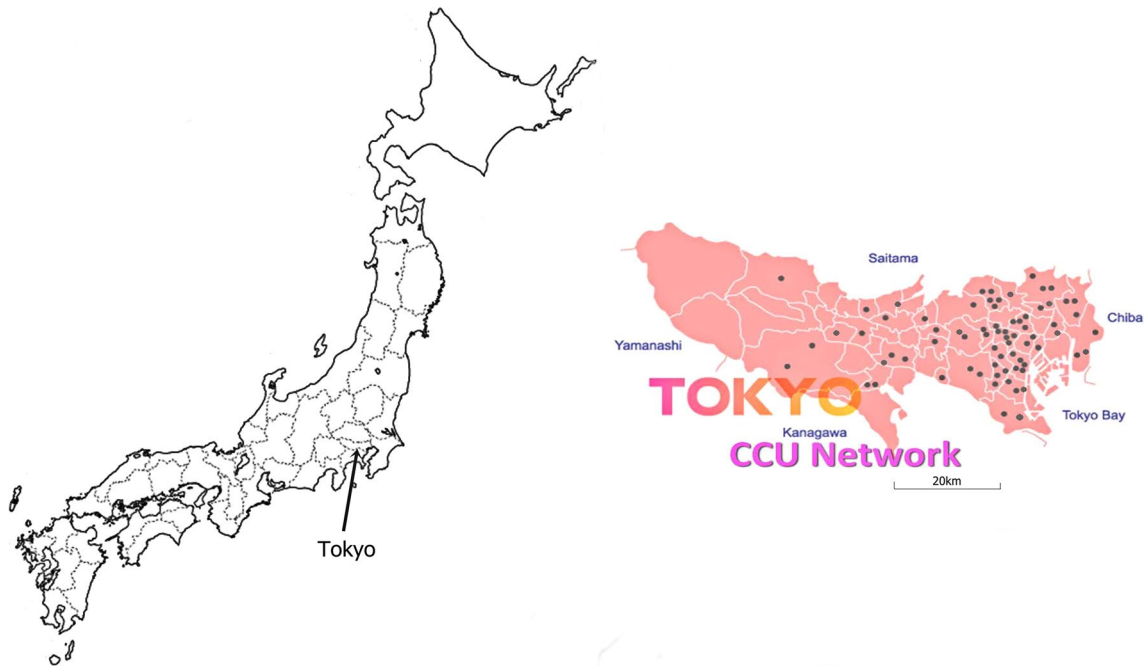 Tokyo
Saitama
Chiba
Yamanashi
TOKYO
Tokyo Bay
Kanagawa
CCU Network
20km